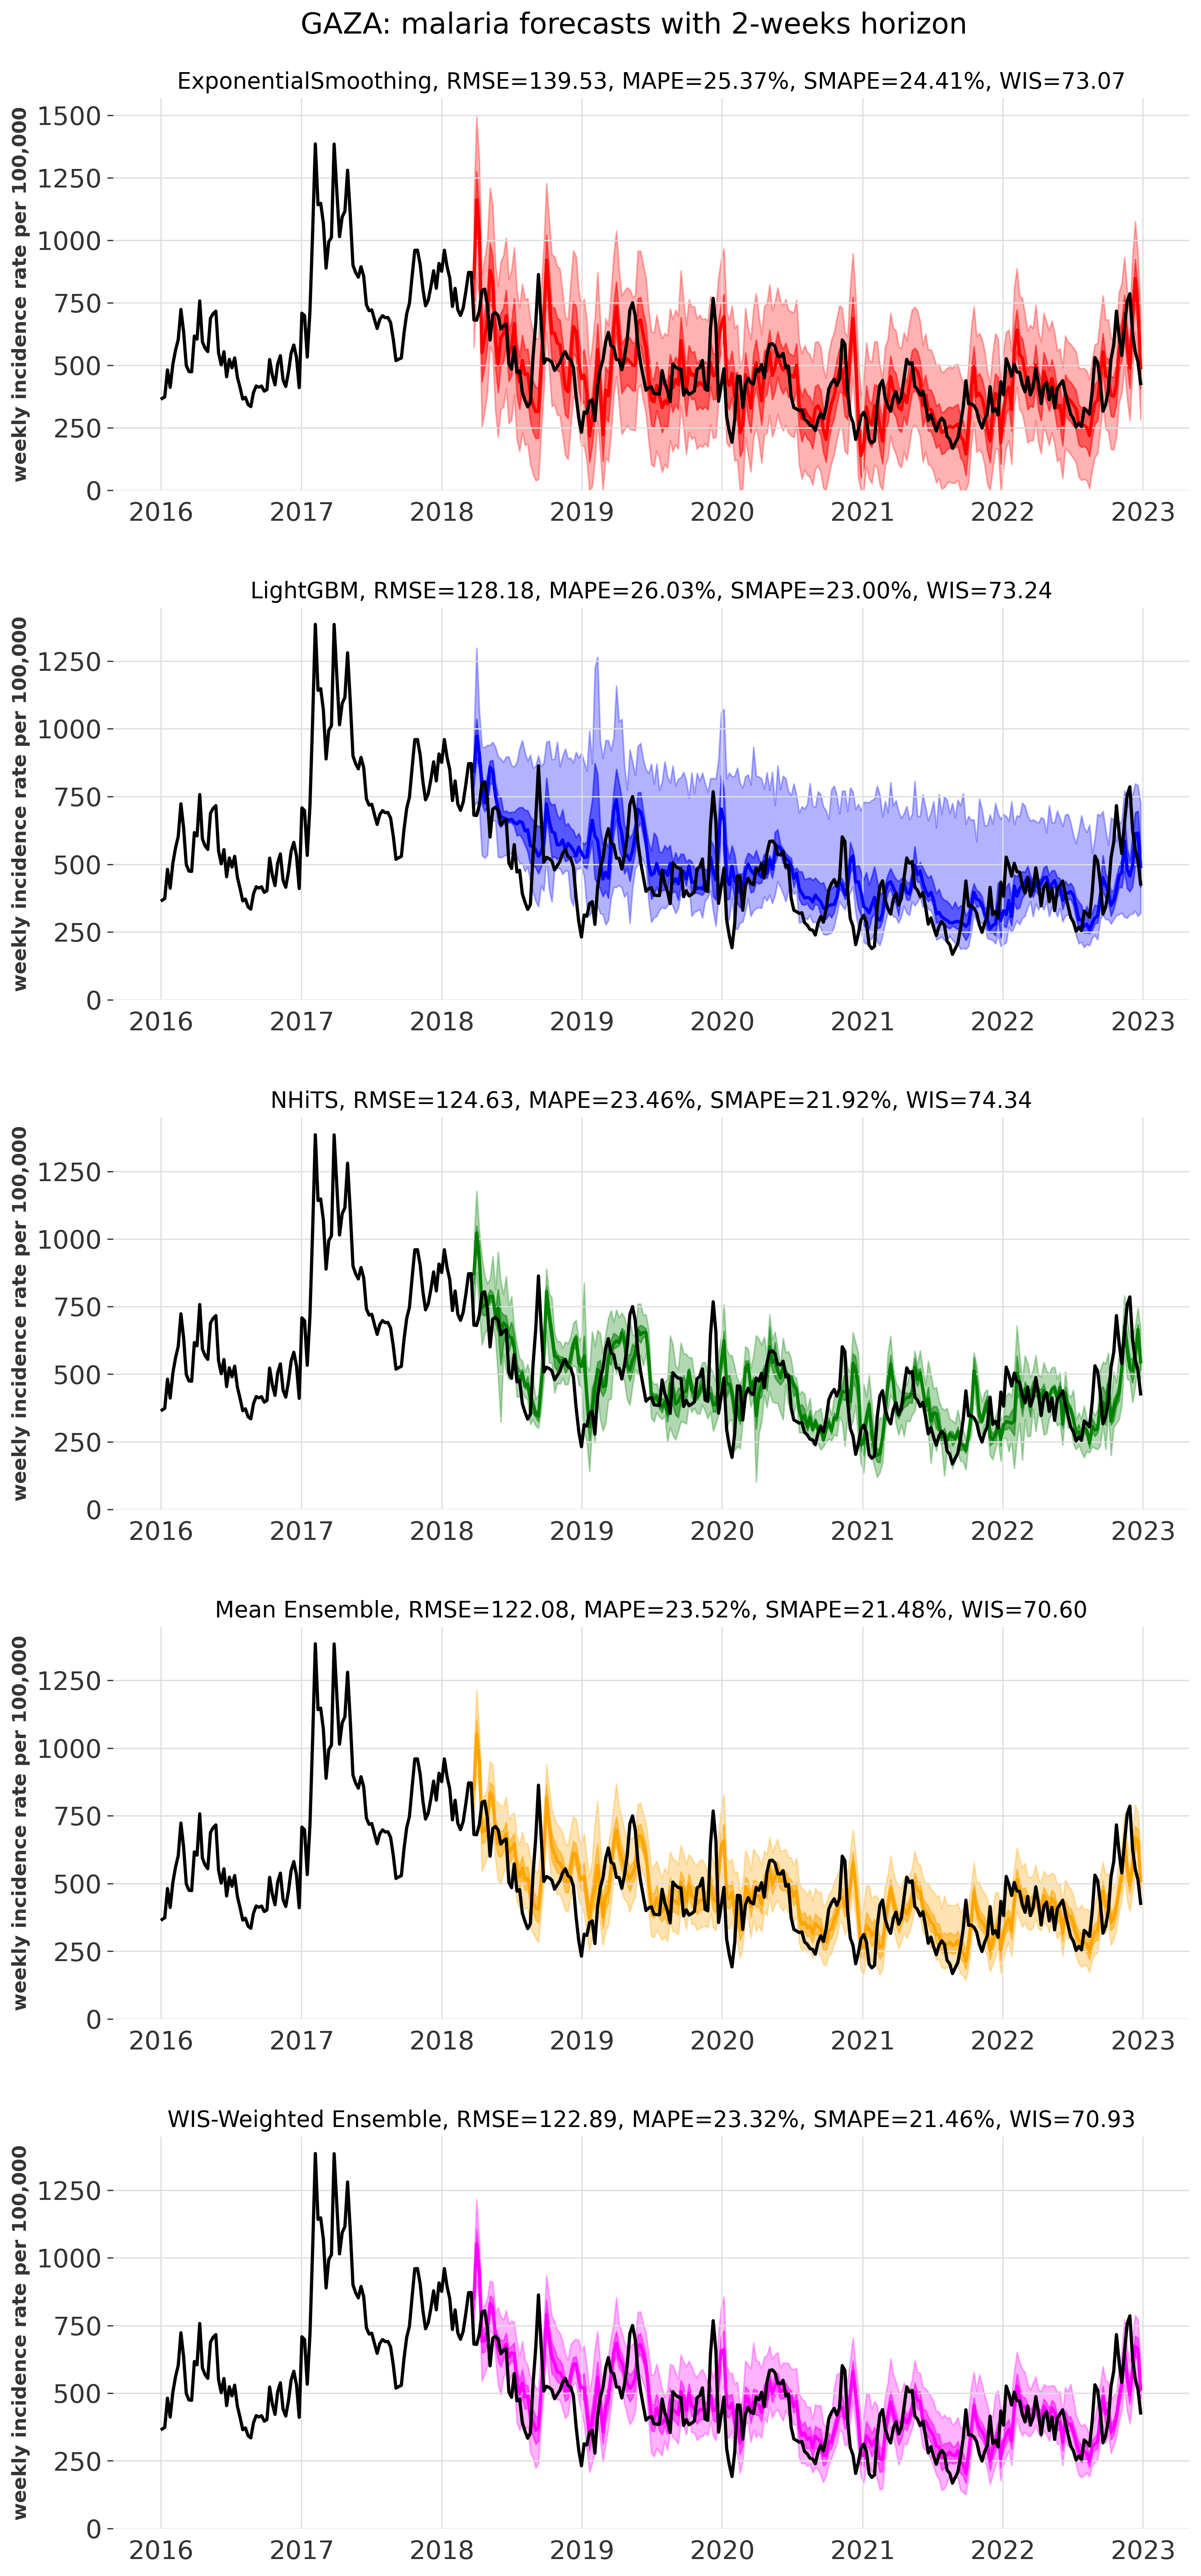 GAZA: malaria forecasts with 2-weeks horizon
ExponentialSmoothing, RMSE=139.53, MAPE=25.37%, SMAPE=24.41%, WIS=73.07
weekly incidence rate per 100,000
1500
1250
1000
750
500
250
0
2016 2017 2018 2019 2020 2021 2022 2023
LightGBM, RMSE=128.18, MAPE=26.03%, SMAPE=23.00%, WIS=73.24
weekly incidence rate per 100,000
1250
1000
750
500
250
0
2016 2017 2018 2019 2020 2021 2022 2023
NHiTS, RMSE=124.63, MAPE=23.46%, SMAPE=21.92%, WIS=74.34
weekly incidence rate per 100,000
1250
1000
750
500
250
0
2016 2017 2018 2019 2020 2021 2022 2023
Mean Ensemble, RMSE=122.08, MAPE=23.52%, SMAPE=21.48%, WIS=70.60
weekly incidence rate per 100,000
1250
1000
750
500
250
0
2016 2017 2018 2019 2020 2021 2022 2023
WIS-Weighted Ensemble, RMSE=122.89, MAPE=23.32%, SMAPE=21.46%, WIS=70.93
weekly incidence rate per 100,000
1250
1000
750
500
250
0
2016 2017 2018 2019 2020 2021 2022 2023